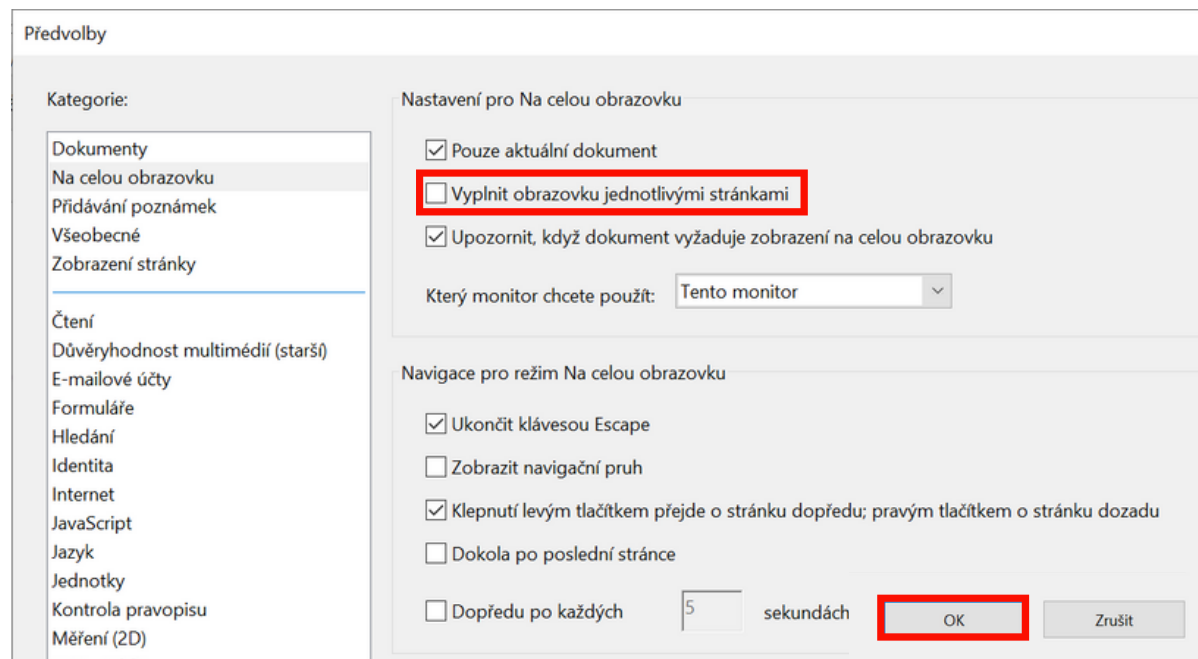 Předvolby
Kategorie:
Dokumenty
Na celou obrazovku
Přidávání poznámek
Všeobecné
Zobrazení stránky
Čtení
Důvěryhodnost multimédií (starší)
E-mailové účty
Formuláře
Hledání
Identita
Internet
JavaScript
Jazyk
Jednotky
Kontrola pravopisu
Měření (2D)
Nastavení pro Na celou obrazovku
Pouze aktuální dokument
Vyplnit obrazovku jednotlivými stránkami
Upozornit, když dokument vyžaduje zobrazení na celou obrazovku
Který monitor chcete použít: Tento monitor
Navigace pro režim Na celou obrazovku
Ukončit klávesou Escape
Zobrazit navigační pruh
Klepnutí levým tlačítkem přejde o stránku dopředu; pravým tlačítkem o stránku dozadu
Dokola po poslední stránce
Dopředu po každých 5 sekundách
OK Zrušit